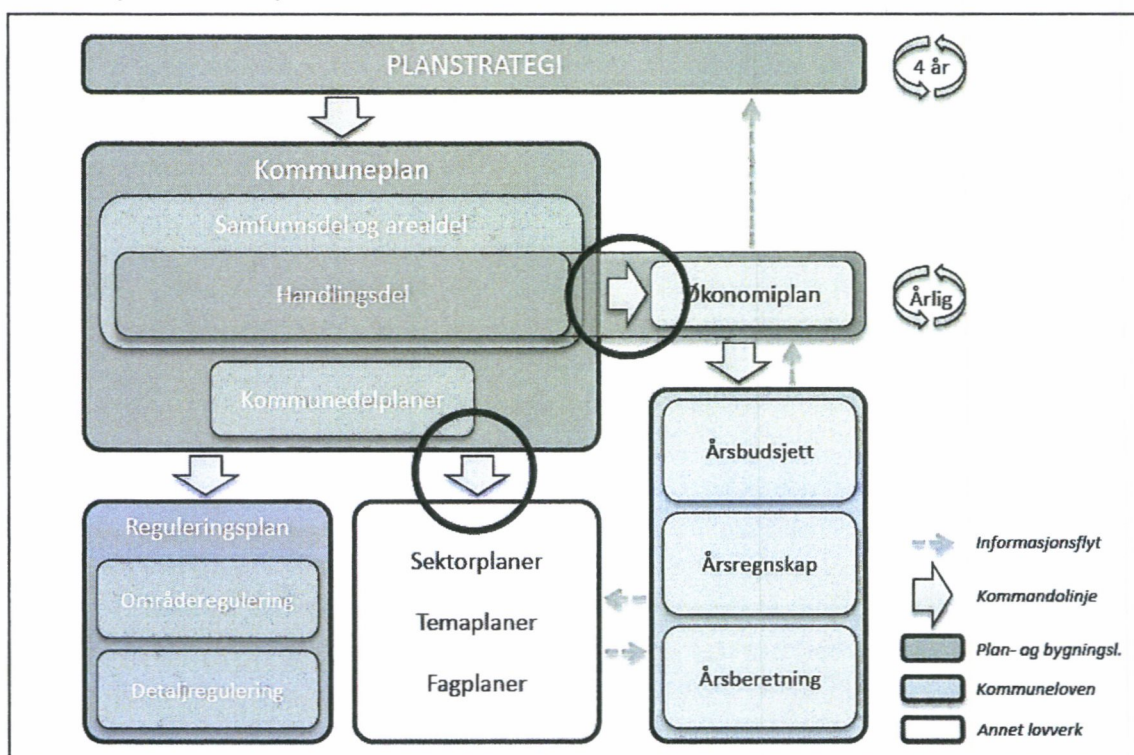 PLANSTRATEGI
4 år
Kommuneplan
Samfunnsdel og arealdel
Handlingsdel
Økonomiplan
Årlig
Kommunedelplaner
Årsbudsjett
Reguleringsplan
Områderegulering
Detaljregulering
Sektorplaner
Temaplaner
Fagplaner
Årsregnskap
Årsberetning
Informasjonsflyt
Kommandolinje
Plan- og bygningsl.
Kommuneloven
Annet lovverk